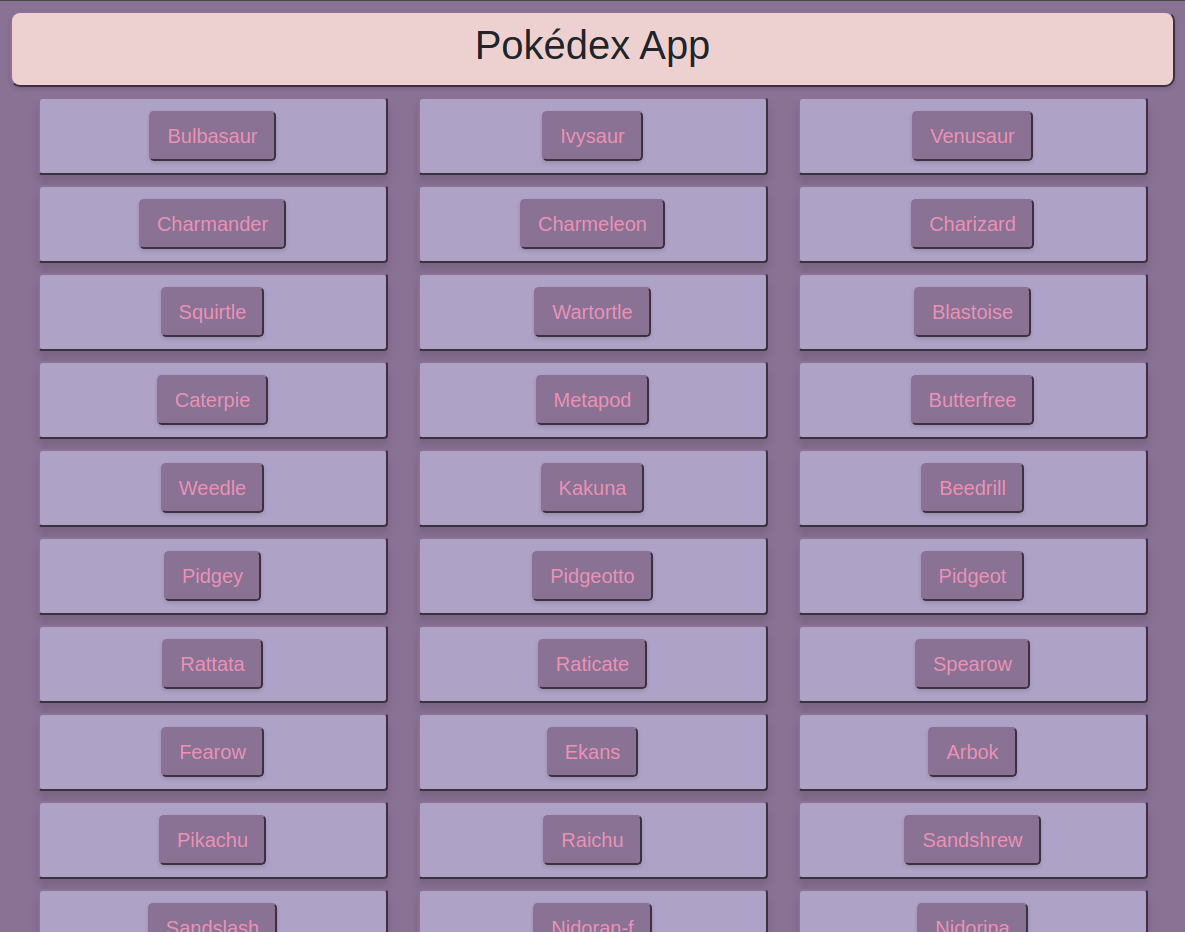 Pokédex App
Bulbasaur Ivysaur Venusaur
Charmander Charmeleon Charizard
Squirtle Wartortle Blastoise
Caterpie Metapod Butterfree
Weedle Kakuna Beedrill
Pidgey Pidgeotto Pidgeot
Rattata Raticate Spearow
Fearow Ekans Arbok
Pikachu Raichu Sandshrew
Sandslash Nidoran-f Nidorina